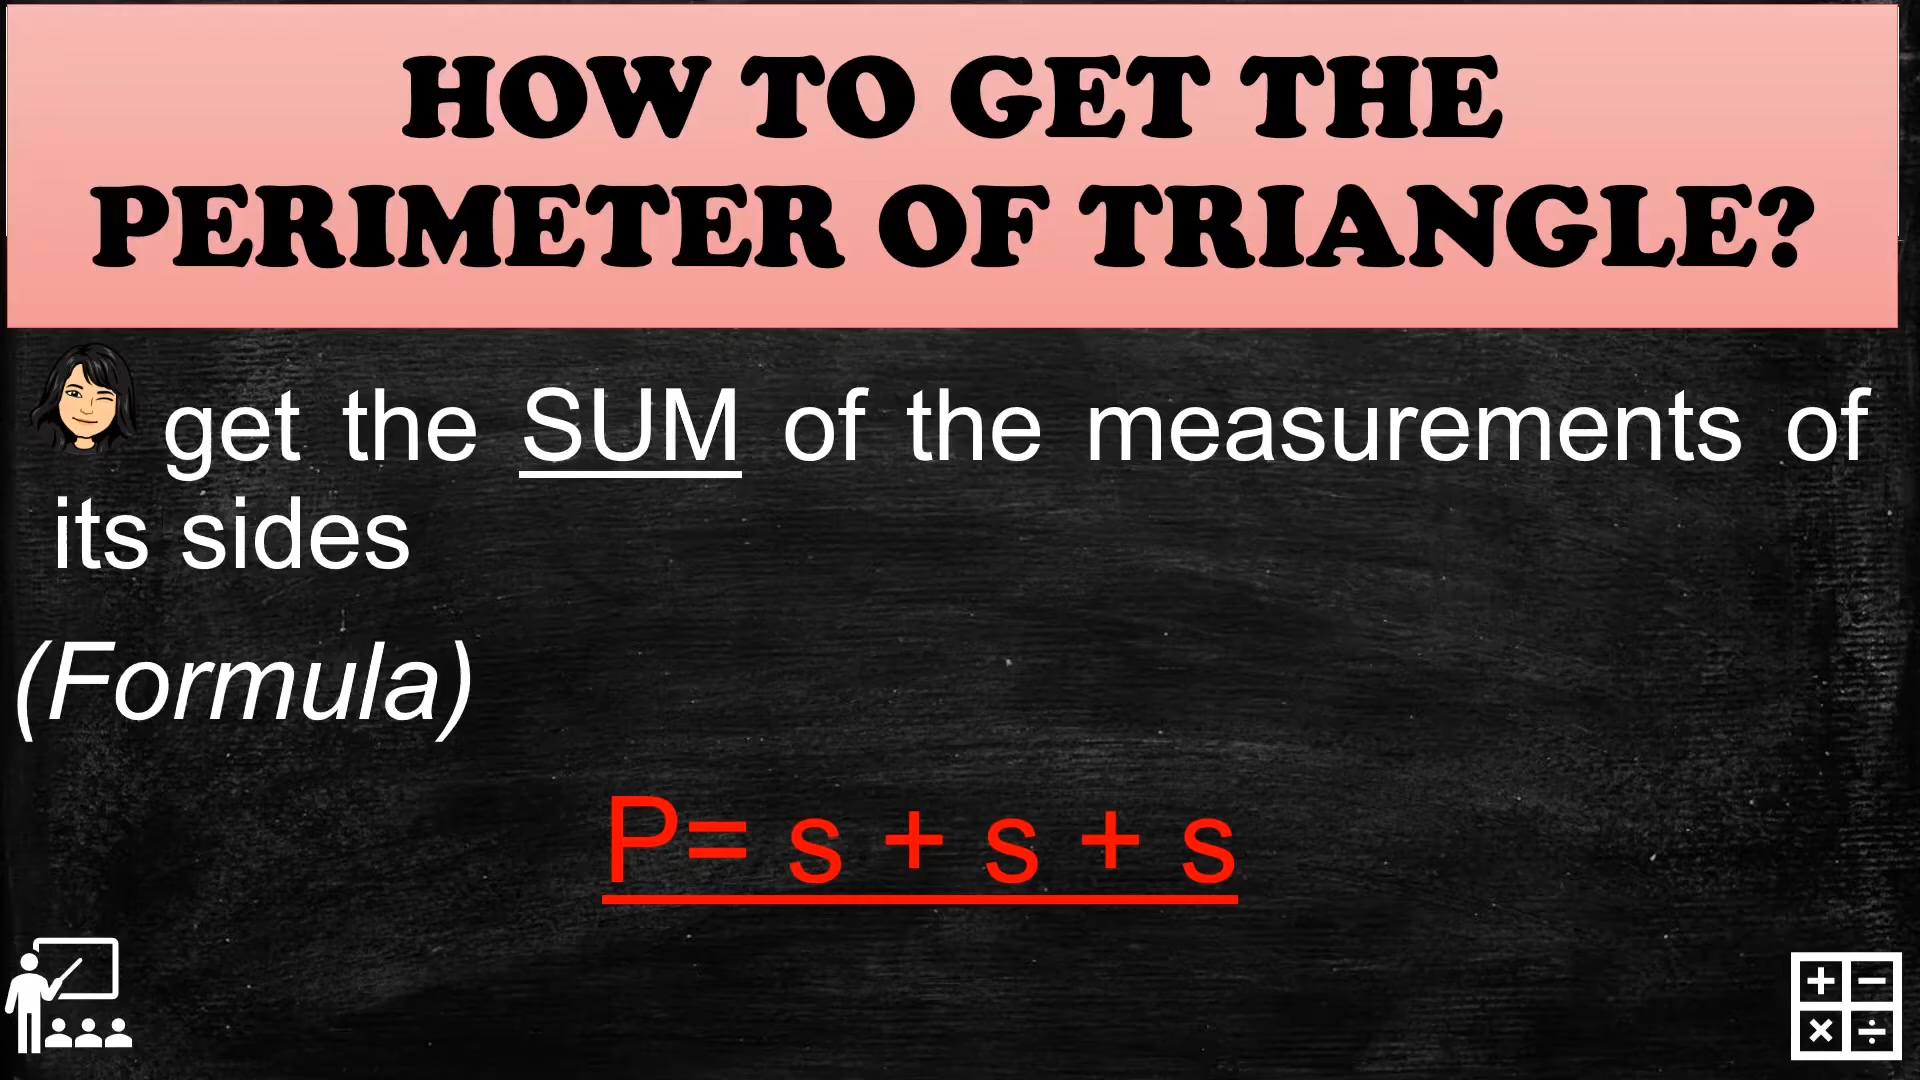 HOW TO GET THE
PERIMETER OF TRIANGLE?
get the SUM of the measurements of
its sides
(Formula)
P= s + s + s